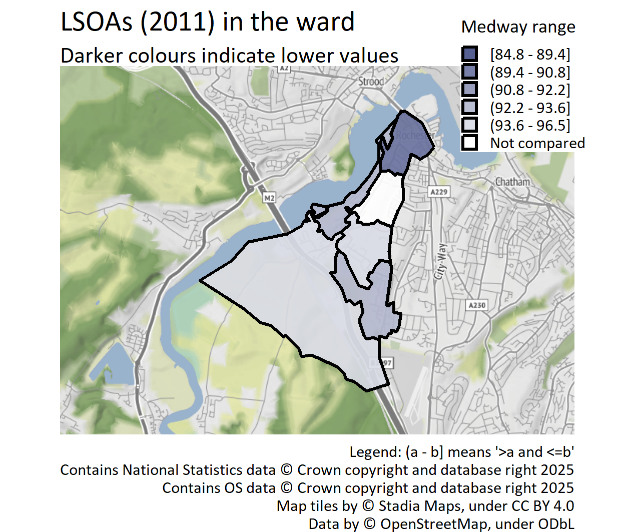 LSOAs (2011) in the ward
Darker colours indicate lower values
Medway range
[84.8 - 89.4]
(89.4 - 90.8]
(90.8 - 92.2]
(92.2 - 93.6]
(93.6 - 96.5]
Not compared
A2
Strood
M2
A229
Chatham
City Way
A230
Legend: (a - b] means '>a and <=b'
Contains National Statistics data © Crown copyright and database right 2025
Contains OS data © Crown copyright and database right 2025
Map tiles by © Stadia Maps, under CC BY 4.0
Data by © OpenStreetMap, under ODbL